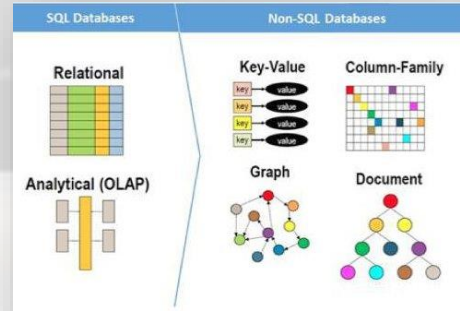 SQL Databases
Non-SQL Databases
Relational
Analytical (OLAP)
Key-Value
key value
key value
key value
key value
Column-Family
Graph
Document